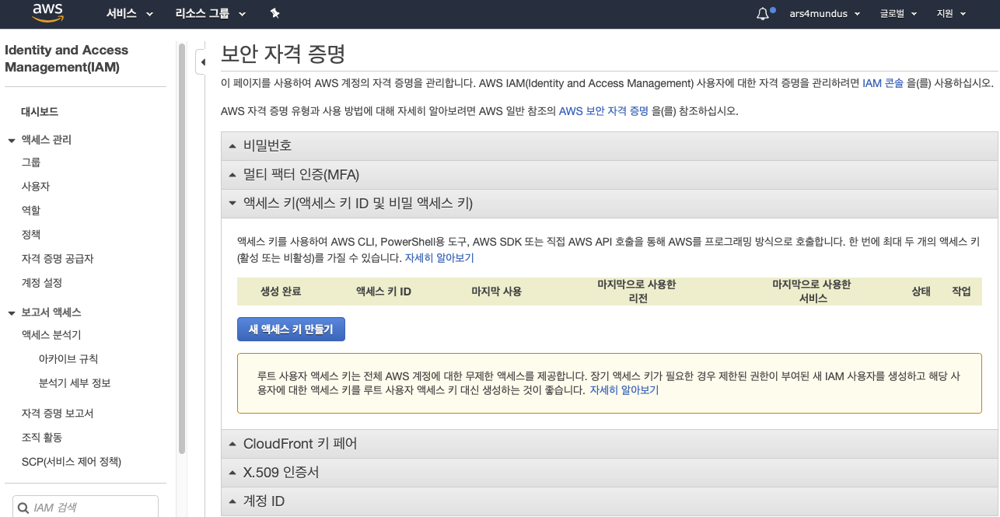 aws
서비스
리소스 그룹
ars4mundus
글로벌
지원
Identity and Access
Management(IAM)
대시보드
액세스 관리
그룹
사용자
역할
정책
자격 증명 공급자
계정 설정
보고서 액세스
액세스 분석기
아카이브 규칙
분석기 세부 정보
자격 증명 보고서
조직 활동
SCP(서비스 제어 정책)
IAM 검색
보안 자격 증명
이 페이지를 사용하여 AWS 계정의 자격 증명을 관리합니다. AWS IAM(Identity and Access Management) 사용자에 대한 자격 증명을 관리하려면 IAM 콘솔 을(를) 사용하십시오.
AWS 자격 증명 유형과 사용 방법에 대해 자세히 알아보려면 AWS 일반 참조의 AWS 보안 자격 증명 을(를) 참조하십시오.
비밀번호
멀티 팩터 인증(MFA)
액세스 키(액세스 키 ID 및 비밀 액세스 키)
액세스 키를 사용하여 AWS CLI, PowerShell용 도구, AWS SDK 또는 직접 AWS API 호출을 통해 AWS를 프로그래밍 방식으로 호출합니다. 한 번에 최대 두 개의 액세스 키
(활성 또는 비활성)를 가질 수 있습니다. 자세히 알아보기
생성 완료
액세스 키 ID
마지막 사용
마지막으로 사용한
리전
마지막으로 사용한
서비스
상태
작업
새 액세스 키 만들기
루트 사용자 액세스 키는 전체 AWS 계정에 대한 무제한 액세스를 제공합니다. 장기 액세스 키가 필요한 경우 제한된 권한이 부여된 새 IAM 사용자를 생성하고 해당 사
용자에 대한 액세스 키를 루트 사용자 액세스 키 대신 생성하는 것이 좋습니다. 자세히 알아보기
CloudFront 키 페어
X.509 인증서
계정 ID